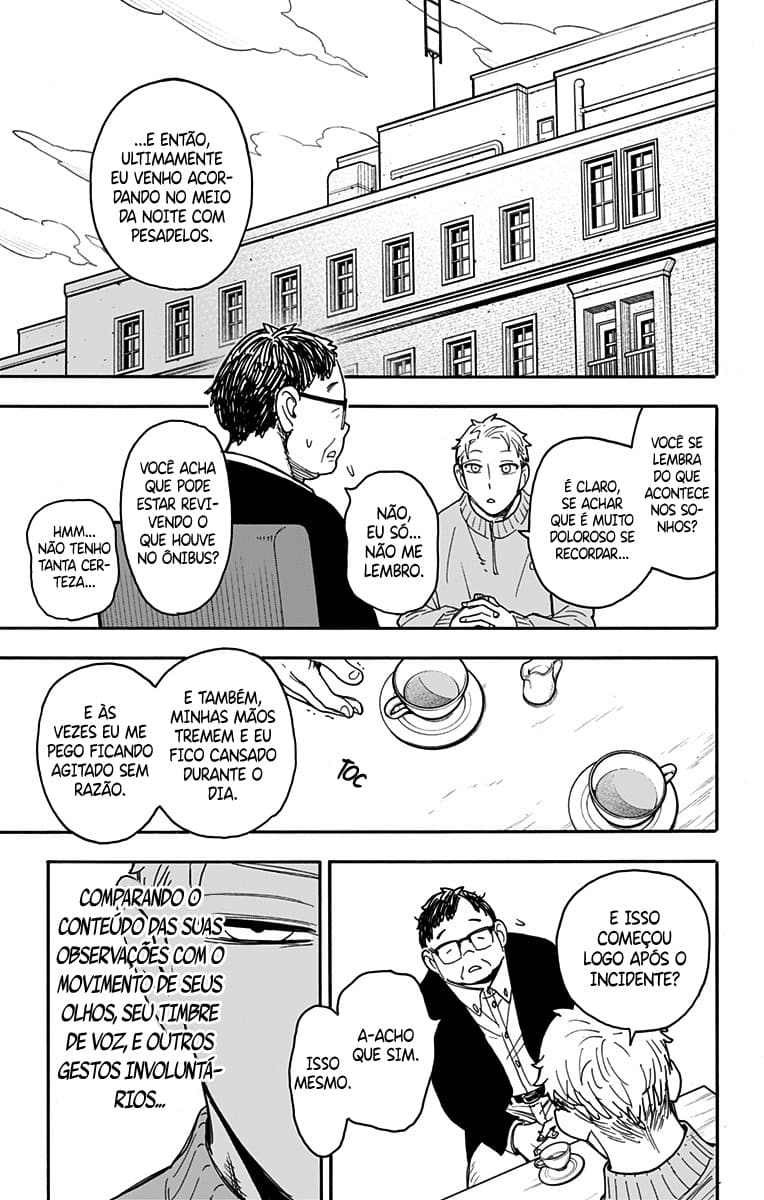 ...E ENTÃO,
ULTIMAMENTE
EU VENHO ACOR-
DANDO NO MEIO
DA NOITE COM
PESADELOS.
VOCÊ SE
LEMBRA
DO QUE
ACONTECE
NOS SO-
NHOS?
É CLARO,
SE ACHAR
QUE É MUITO
DOLOROSO SE
RECORDAR...
NÃO,
EU SÓ...
NÃO ME
LEMBRO.
VOCÊ ACHA
QUE PODE
ESTAR REVI-
VENDO O
QUE HOUVE
NO ÔNIBUS?
HMM...
NÃO TENHO
TANTA CER-
TEZA...
E TAMBÉM,
MINHAS MÃOS
TREMEM E EU
FICO CANSADO
DURANTE O
DIA.
E ÀS
VEZES EU ME
PEGO FICANDO
AGITADO SEM
RAZÃO.
TOC
E ISSO
COMEÇOU
LOGO APÓS O
INCIDENTE?
A-ACHO
QUE SIM.
ISSO
MESMO.
COMPARANDO O
CONTEÚDO DAS SUAS
OBSERVAÇÕES COM O
MOVIMENTO DE SEUS
OLHOS, SEU TIMBRE
DE VOZ, E OUTROS
GESTOS INVOLUNTÁ-
RIOS...